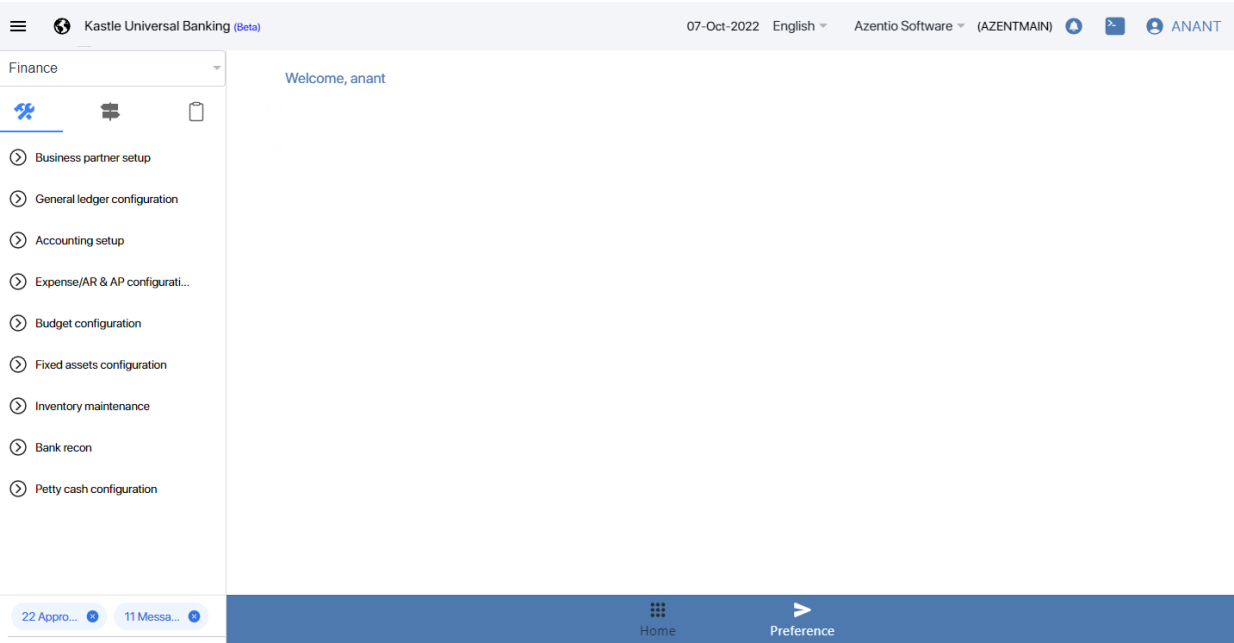 Kastle Universal Banking (Beta)
07-Oct-2022 English Azentio Software (AZENTMAIN) ANANT
Finance
Welcome, anant
Business partner setup
General ledger configuration
Accounting setup
Expense/AR & AP configurati...
Budget configuration
Fixed assets configuration
Inventory maintenance
Bank recon
Petty cash configuration
22 Appro... 11 Messa...
Home Preference